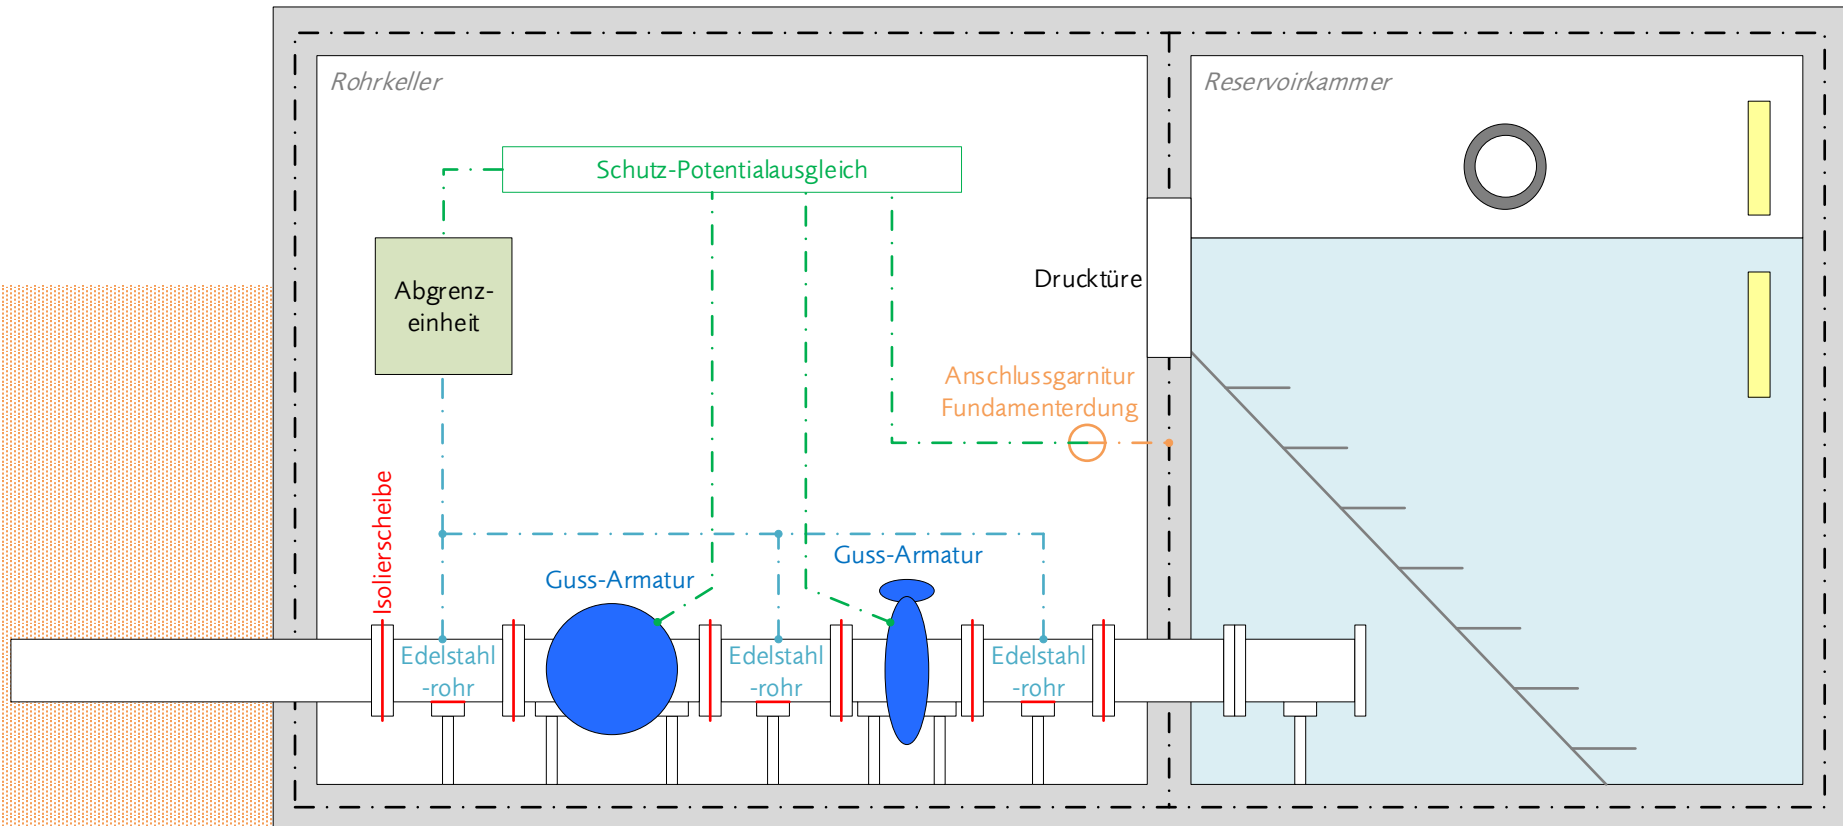 Rohrkeller
Reservoirkammer
Schutz-Potentialausgleich
Abgrenz-
einheit
Drucktüre
Anschlussgarnitur
Fundamenterdung
Isolierscheibe
Guss-Armatur
Guss-Armatur
Edelstahl
-rohr
Edelstahl
-rohr
Edelstahl
-rohr